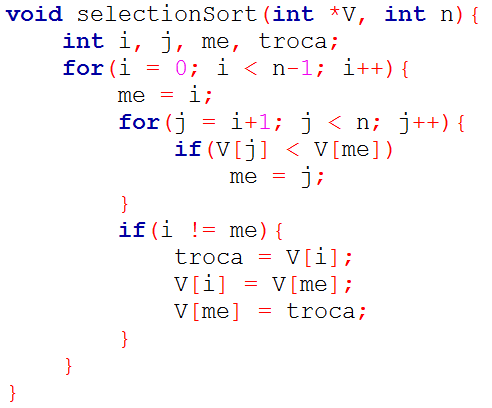 void selectionSort(int *V, int n){
    int i, j, me, troca;
    for(i = 0; i < n-1; i++){
        me = i;
        for(j = i+1; j < n; j++){
            if(V[j] < V[me])
                me = j;
        }
        if(i != me){
            troca = V[i];
            V[i] = V[me];
            V[me] = troca;
        }
    }
}